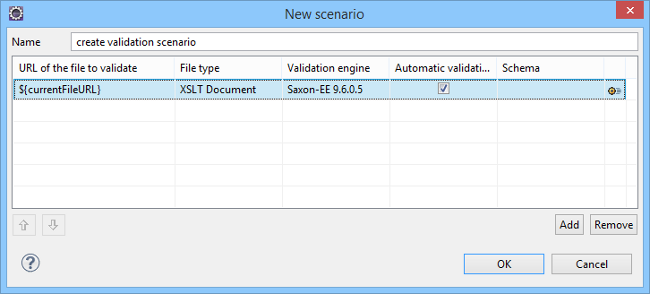 New scenario
Name create validation scenario
URL of the file to validate File type Validation engine Automatic validati... Schema
${currentFileURL} XSLT Document Saxon-EE 9.6.0.5
Add Remove
? OK Cancel